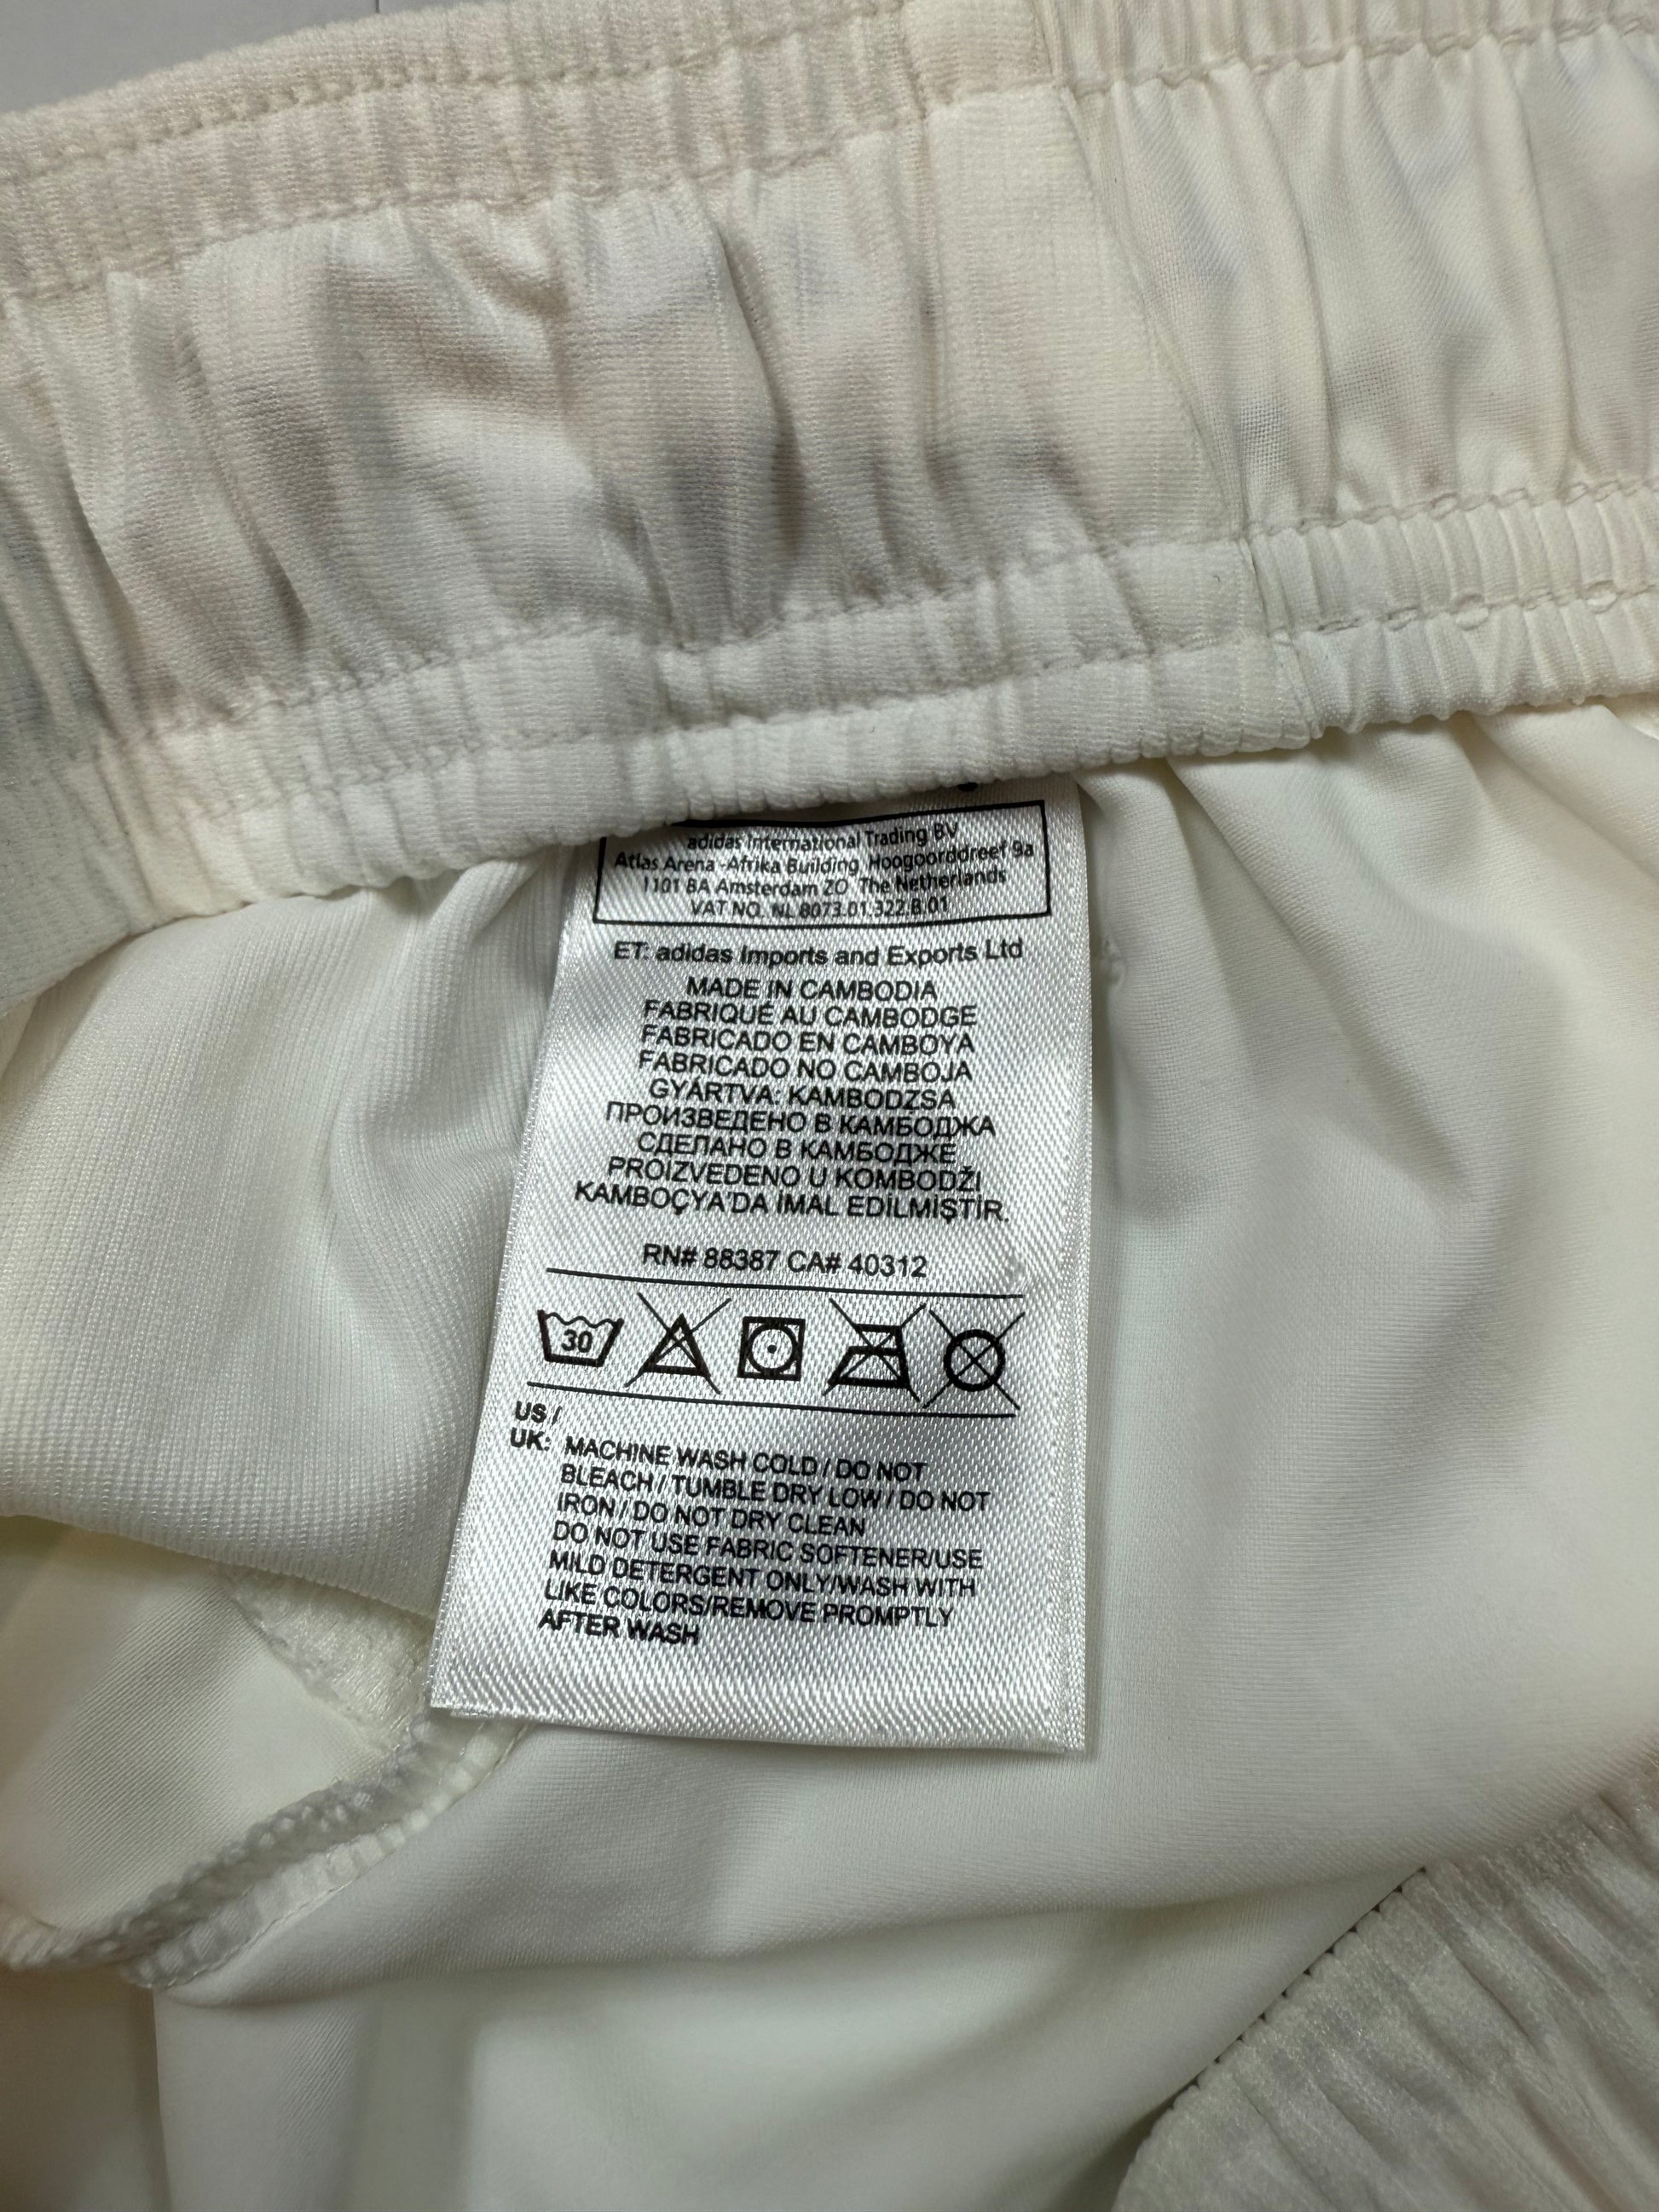 adidas International Trading BV
Atlas Arena -Afrika Building, Hoogoorddreef 9a
1101 BA Amsterdam ZO, The Netherlands
VAT NO. NL 8073.01.322.B.01
ET: adidas Imports and Exports Ltd
MADE IN CAMBODIA
FABRIQUÉ AU CAMBODGE
FABRICADO EN CAMBOYA
FABRICADO NO CAMBOJA
GYÁRTVA: KAMBODZSA
ПРОИЗВЕДЕНО В КАМБОДЖА
СДЕЛАНО В КАМБОДЖЕ
PROIZVEDENO U KOMBODŽI
KAMBOÇYA'DA İMAL EDİLMİŞTİR.
RN# 88387 CA# 40312
30
US /
UK: MACHINE WASH COLD / DO NOT
BLEACH / TUMBLE DRY LOW / DO NOT
IRON / DO NOT DRY CLEAN
DO NOT USE FABRIC SOFTENER/USE
MILD DETERGENT ONLY/WASH WITH
LIKE COLORS/REMOVE PROMPTLY
AFTER WASH